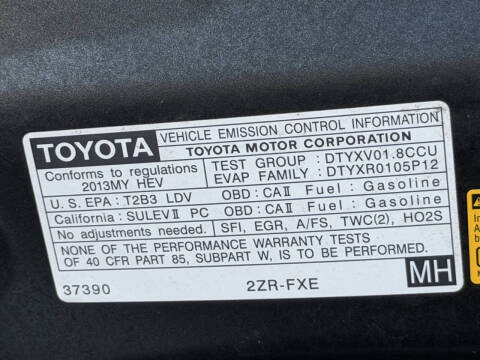 TOYOTA VEHICLE EMISSION CONTROL INFORMATION
TOYOTA MOTOR CORPORATION
Conforms to regulations
2013MY HEV
TEST GROUP : DTYXV01.8CCU
EVAP FAMILY : DTYXR0105P12
U.S. EPA : T2B3 LDV OBD : CAⅡ Fuel : Gasoline
California : SULEVⅡ PC OBD : CAⅡ Fuel : Gasoline
No adjustments needed. SFI, EGR, A/FS, TWC(2), HO2S
NONE OF THE PERFORMANCE WARRANTY TESTS
OF 40 CFR PART 85, SUBPART W, IS TO BE PERFORMED.
37390 2ZR-FXE MH